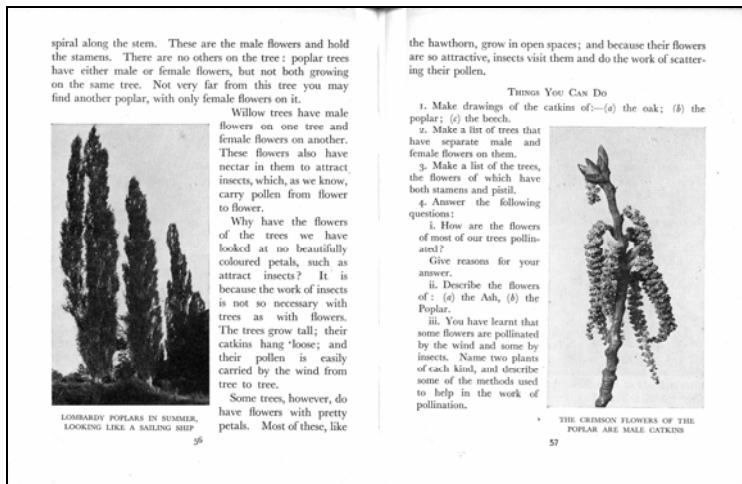 spiral along the stem. These are the male flowers and hold
the stamens. There are no others on the tree : poplar trees
have either male or female flowers, but not both growing
on the same tree. Not very far from this tree you may
find another poplar, with only female flowers on it.
Willow trees have male
flowers on one tree and
female flowers on another.
These flowers also have
nectar in them to attract
insects, which, as we know,
carry pollen from flower
to flower.
Why have the flowers
of the trees we have
looked at no beautifully
coloured petals, such as
attract insects? It is
because the work of insects
is not so necessary with
trees as with flowers.
The trees grow tall; their
catkins hang 'loose; and
their pollen is easily
carried by the wind from
tree to tree.
Some trees, however, do
have flowers with pretty
petals. Most of these, like
LOMBARDY POPLARS IN SUMMER,
LOOKING LIKE A SAILING SHIP
56
the hawthorn, grow in open spaces; and because their flowers
are so attractive, insects visit them and do the work of scatter-
ing their pollen.
THINGS YOU CAN DO
1. Make drawings of the catkins of:—(a) the oak; (b) the
poplar; (c) the beech.
2. Make a list of trees that
have separate male and
female flowers on them.
3. Make a list of the trees,
the flowers of which have
both stamens and pistil.
4. Answer the following
questions:
i. How are the flowers
of most of our trees pollin-
ated?
Give reasons for your
answer.
ii. Describe the flowers
of: (a) the Ash, (b) the
Poplar.
iii. You have learnt that
some flowers are pollinated
by the wind and some by
insects. Name two plants
of each kind, and describe
some of the methods used
to help in the work of
pollination.
THE CRIMSON FLOWERS OF THE
POPLAR ARE MALE CATKINS
57